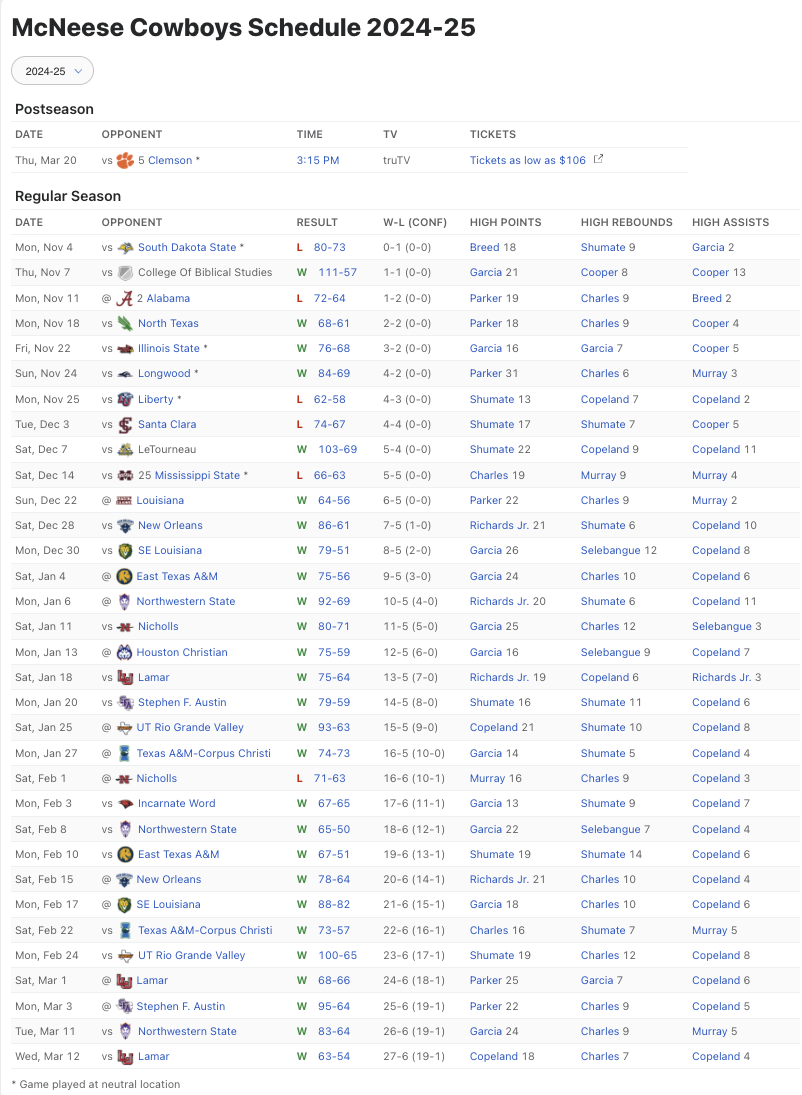 McNeese Cowboys Schedule 2024-25
2024-25
Postseason
DATE OPPONENT TIME TV TICKETS
Thu, Mar 20 vs 5 Clemson * 3:15 PM truTV Tickets as low as $106
Regular Season
DATE OPPONENT RESULT W-L (CONF) HIGH POINTS HIGH REBOUNDS HIGH ASSISTS
Mon, Nov 4 vs South Dakota State * L 80-73 0-1 (0-0) Breed 18 Shumate 9 Garcia 2
Thu, Nov 7 vs College Of Biblical Studies W 111-57 1-1 (0-0) Garcia 21 Cooper 8 Cooper 13
Mon, Nov 11 @ 2 Alabama L 72-64 1-2 (0-0) Parker 19 Charles 9 Breed 2
Mon, Nov 18 vs North Texas W 68-61 2-2 (0-0) Parker 18 Charles 9 Cooper 4
Fri, Nov 22 vs Illinois State * W 76-68 3-2 (0-0) Garcia 16 Garcia 7 Cooper 5
Sun, Nov 24 vs Longwood * W 84-69 4-2 (0-0) Parker 31 Charles 6 Murray 3
Mon, Nov 25 vs Liberty * L 62-58 4-3 (0-0) Shumate 13 Copeland 7 Copeland 2
Tue, Dec 3 vs Santa Clara L 74-67 4-4 (0-0) Shumate 17 Shumate 7 Cooper 5
Sat, Dec 7 vs LeTourneau W 103-69 5-4 (0-0) Shumate 22 Copeland 9 Copeland 11
Sat, Dec 14 vs 25 Mississippi State * L 66-63 5-5 (0-0) Charles 19 Murray 9 Murray 4
Sun, Dec 22 @ Louisiana W 64-56 6-5 (0-0) Parker 22 Charles 9 Murray 2
Sat, Dec 28 vs New Orleans W 86-61 7-5 (1-0) Richards Jr. 21 Shumate 6 Copeland 10
Mon, Dec 30 vs SE Louisiana W 79-51 8-5 (2-0) Garcia 26 Selebangue 12 Copeland 8
Sat, Jan 4 @ East Texas A&M W 75-56 9-5 (3-0) Garcia 24 Charles 10 Copeland 6
Mon, Jan 6 @ Northwestern State W 92-69 10-5 (4-0) Richards Jr. 20 Shumate 6 Copeland 11
Sat, Jan 11 vs Nicholls W 80-71 11-5 (5-0) Garcia 25 Charles 12 Selebangue 3
Mon, Jan 13 @ Houston Christian W 75-59 12-5 (6-0) Garcia 16 Selebangue 9 Copeland 7
Sat, Jan 18 vs Lamar W 75-64 13-5 (7-0) Richards Jr. 19 Copeland 6 Richards Jr. 3
Mon, Jan 20 vs Stephen F. Austin W 79-59 14-5 (8-0) Shumate 16 Shumate 11 Copeland 6
Sat, Jan 25 @ UT Rio Grande Valley W 93-63 15-5 (9-0) Copeland 21 Shumate 10 Copeland 8
Mon, Jan 27 @ Texas A&M-Corpus Christi W 74-73 16-5 (10-0) Garcia 14 Shumate 5 Copeland 4
Sat, Feb 1 @ Nicholls L 71-63 16-6 (10-1) Murray 16 Charles 9 Copeland 3
Mon, Feb 3 vs Incarnate Word W 67-65 17-6 (11-1) Garcia 13 Shumate 9 Copeland 7
Sat, Feb 8 vs Northwestern State W 65-50 18-6 (12-1) Garcia 22 Selebangue 7 Copeland 4
Mon, Feb 10 vs East Texas A&M W 67-51 19-6 (13-1) Shumate 19 Shumate 14 Copeland 6
Sat, Feb 15 @ New Orleans W 78-64 20-6 (14-1) Richards Jr. 21 Charles 10 Copeland 4
Mon, Feb 17 @ SE Louisiana W 88-82 21-6 (15-1) Garcia 18 Charles 10 Copeland 6
Sat, Feb 22 vs Texas A&M-Corpus Christi W 73-57 22-6 (16-1) Charles 16 Shumate 7 Murray 5
Mon, Feb 24 vs UT Rio Grande Valley W 100-65 23-6 (17-1) Shumate 19 Charles 12 Copeland 8
Sat, Mar 1 @ Lamar W 68-66 24-6 (18-1) Parker 25 Garcia 7 Copeland 6
Mon, Mar 3 @ Stephen F. Austin W 95-64 25-6 (19-1) Parker 22 Charles 9 Copeland 5
Tue, Mar 11 vs Northwestern State W 83-64 26-6 (19-1) Garcia 24 Charles 9 Murray 5
Wed, Mar 12 vs Lamar W 63-54 27-6 (19-1) Copeland 18 Charles 7 Copeland 4
* Game played at neutral location